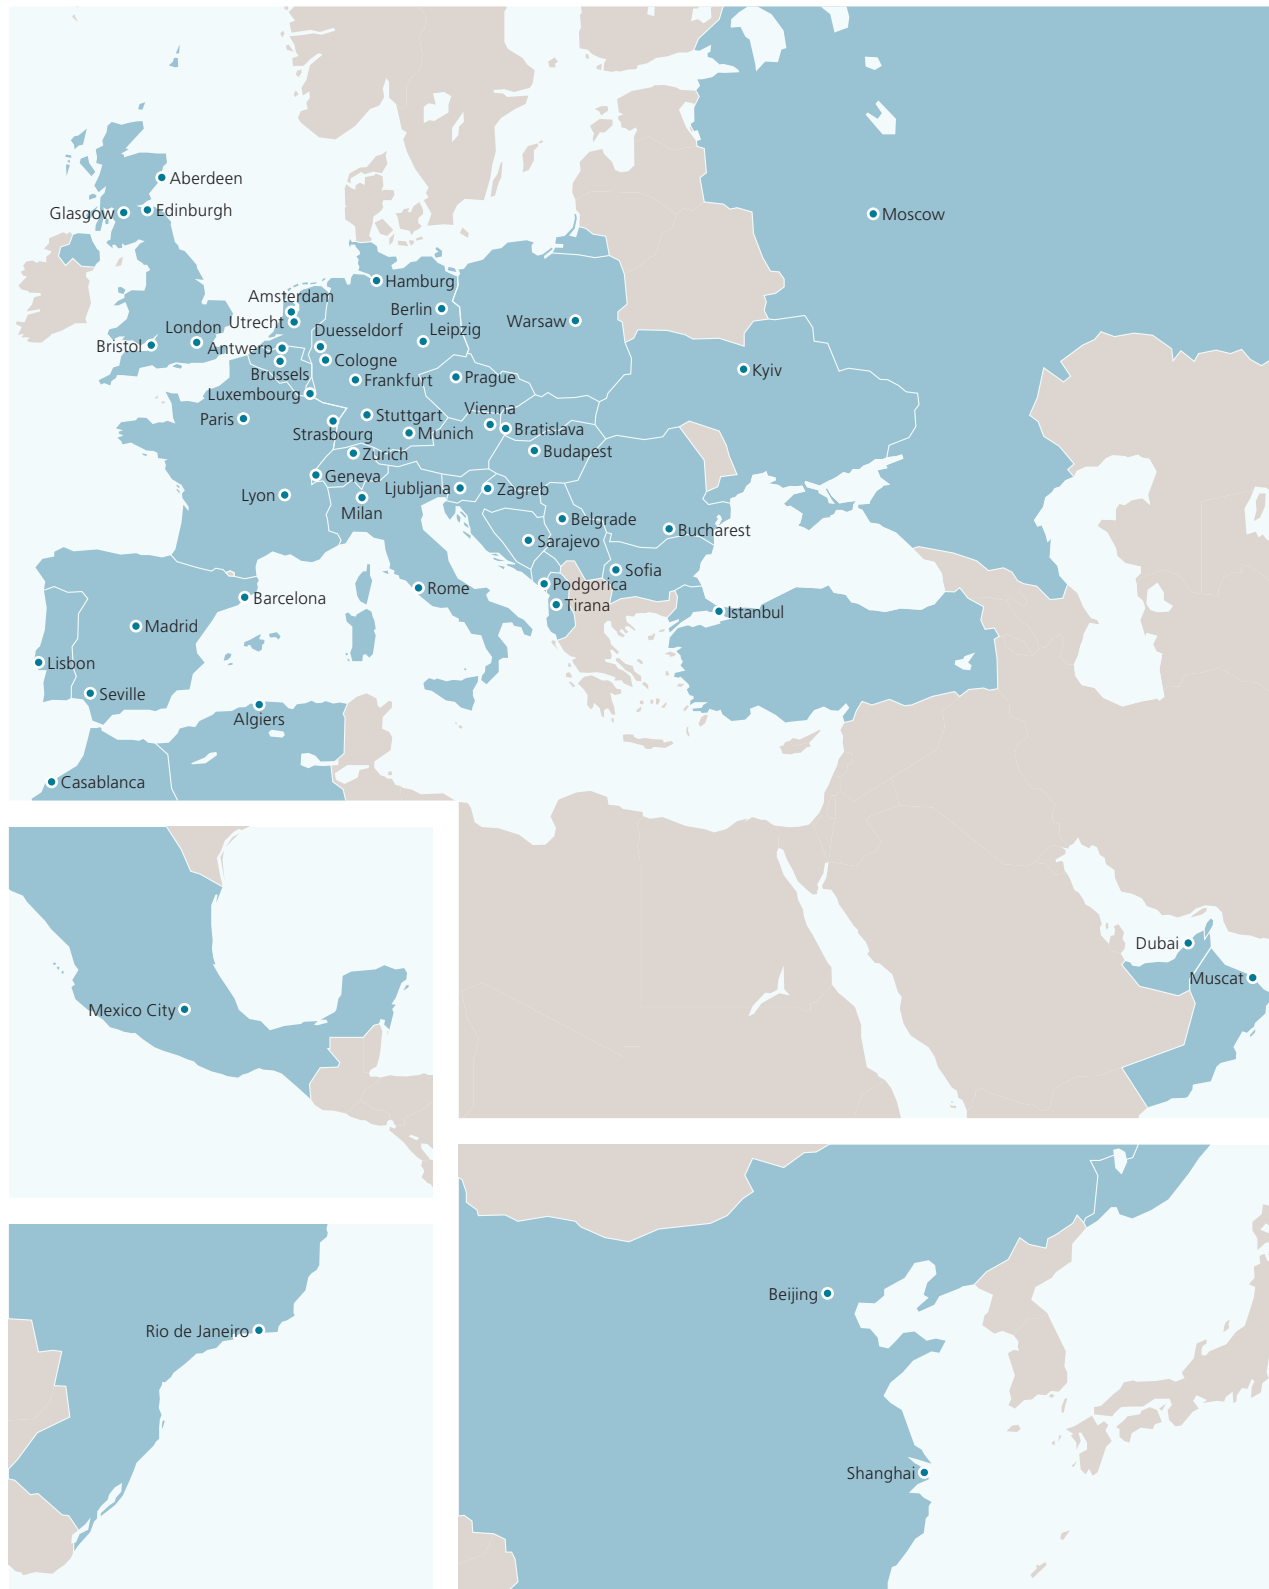 Aberdeen
Glasgow
Edinburgh
Moscow
Hamburg
Amsterdam
Berlin
Utrecht
Warsaw
London
Duesseldorf
Leipzig
Bristol
Antwerp
Cologne
Brussels
Kyiv
Frankfurt
Prague
Luxembourg
Vienna
Paris
Stuttgart
Strasbourg
Munich
Bratislava
Zurich
Budapest
Geneva
Lyon
Ljubljana
Zagreb
Milan
Belgrade
Bucharest
Sarajevo
Sofia
Podgorica
Rome
Barcelona
Tirana
Istanbul
Madrid
Lisbon
Seville
Algiers
Casablanca
Dubai
Muscat
Mexico City
Beijing
Rio de Janeiro
Shanghai